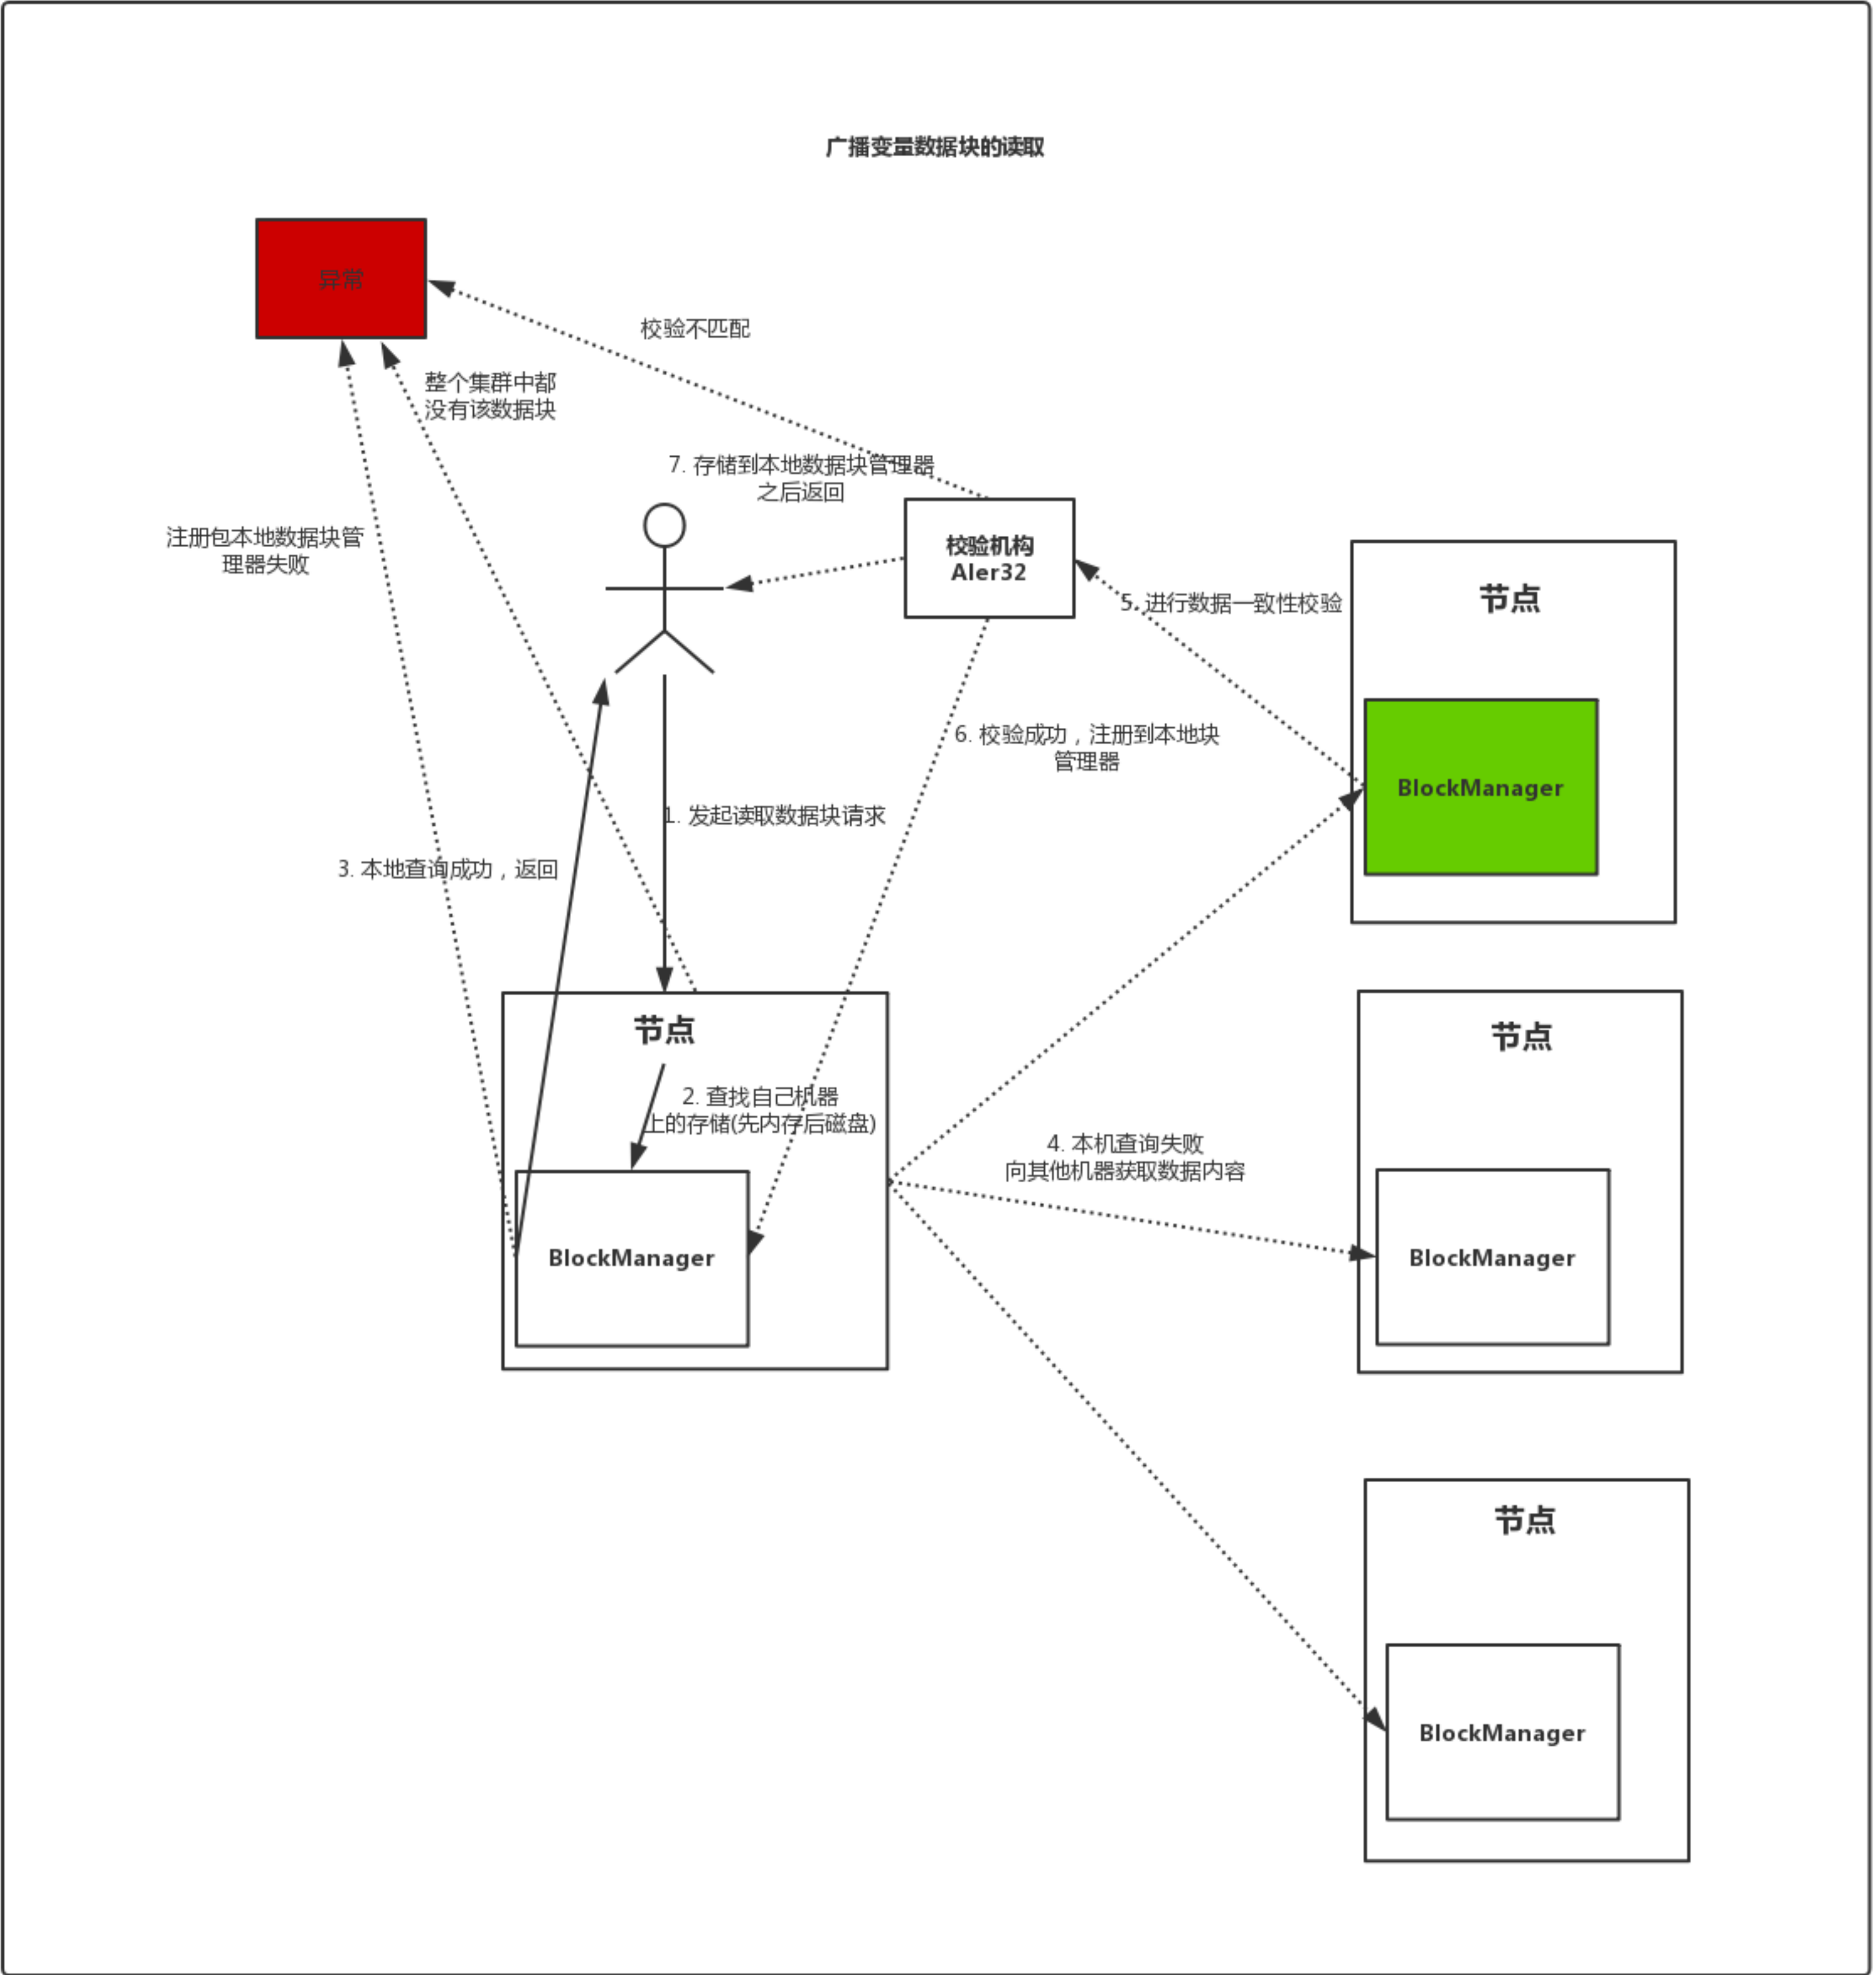 广播变量数据块的读取
异常
校验不匹配
整个集群中都
没有该数据块
7. 存储到本地数据块管理器
之后返回
注册包本地数据块管
理器失败
校验机构
Aler32
5. 进行数据一致性校验
节点
6. 校验成功，注册到本地块
管理器
BlockManager
1. 发起读取数据块请求
3. 本地查询成功，返回
节点
2. 查找自己机器
上的存储(先内存后磁盘)
BlockManager
4. 本机查询失败
向其他机器获取数据内容
节点
BlockManager
节点
BlockManager